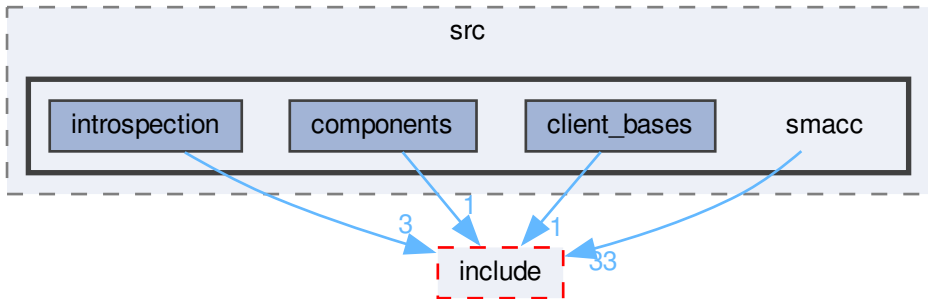 src
introspection
components
client_bases
smacc
3
1
1
33
include